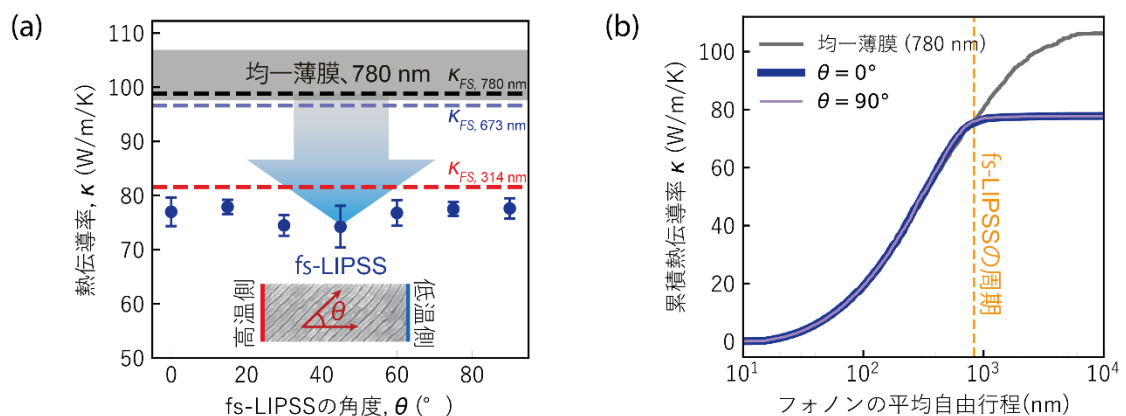 (a)
110
100
90
80
70
60
50
熱伝導率, κ (W/m/K)
均一薄膜、780 nm
κFS, 780 nm
κFS, 673 nm
κFS, 314 nm
fs-LIPSS
高温側
θ
低温側
0 20 40 60 80
fs-LIPSSの角度, θ (°)
(b)
100
80
60
40
20
0
累積熱伝導率 κ (W/m/K)
均一薄膜 (780 nm)
θ = 0°
θ = 90°
fs-LIPSSの周期
10¹ 10² 10³ 10⁴
フォノンの平均自由行程(nm)